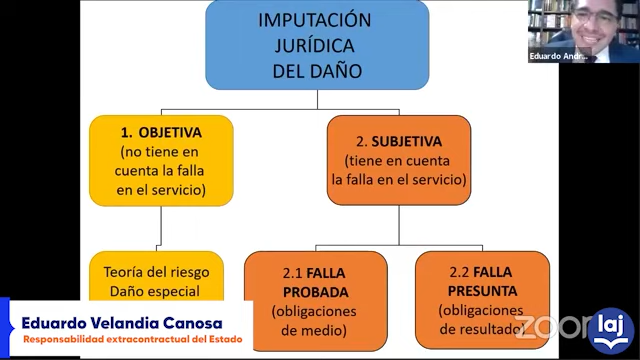 IMPUTACIÓN
JURÍDICA
DEL DAÑO
Eduardo Andr...
1. OBJETIVA
(no tiene en
cuenta la falla
en el servicio)
2. SUBJETIVA
(tiene en cuenta
la falla en el servicio)
Teoría del riesgo
Daño especial
2.1 FALLA
PROBADA
(obligaciones
de medio)
2.2 FALLA
PRESUNTA
(obligaciones
de resultado)
Eduardo Velandia Canosa
Responsabilidad extracontractual del Estado
zoom
laj